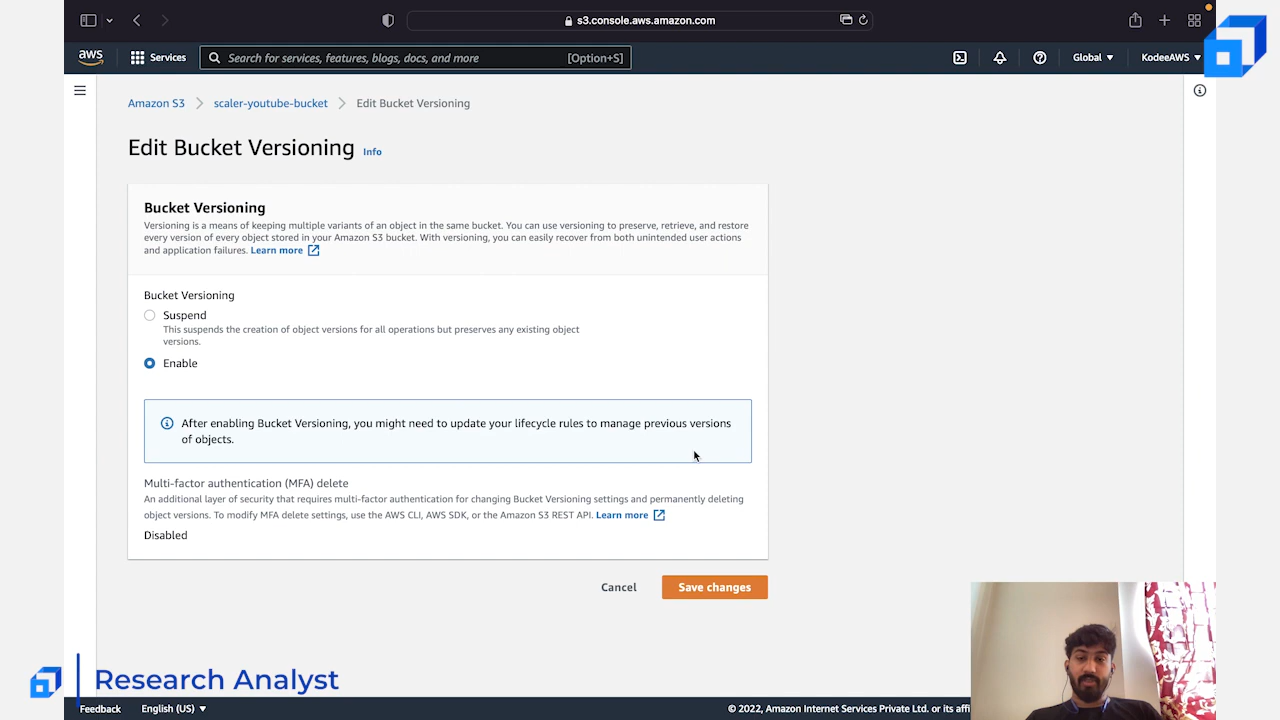 s3.console.aws.amazon.com
aws
Services
Search for services, features, blogs, docs, and more
[Option+S]
Global
KodeeAWS
Amazon S3
scaler-youtube-bucket
Edit Bucket Versioning
Edit Bucket Versioning
Info
Bucket Versioning
Versioning is a means of keeping multiple variants of an object in the same bucket. You can use versioning to preserve, retrieve, and restore
every version of every object stored in your Amazon S3 bucket. With versioning, you can easily recover from both unintended user actions
and application failures. Learn more
Bucket Versioning
Suspend
This suspends the creation of object versions for all operations but preserves any existing object
versions.
Enable
After enabling Bucket Versioning, you might need to update your lifecycle rules to manage previous versions
of objects.
Multi-factor authentication (MFA) delete
An additional layer of security that requires multi-factor authentication for changing Bucket Versioning settings and permanently deleting
object versions. To modify MFA delete settings, use the AWS CLI, AWS SDK, or the Amazon S3 REST API. Learn more
Disabled
Cancel
Save changes
Research Analyst
Feedback
English (US)
© 2022, Amazon Internet Services Private Ltd. or its affi